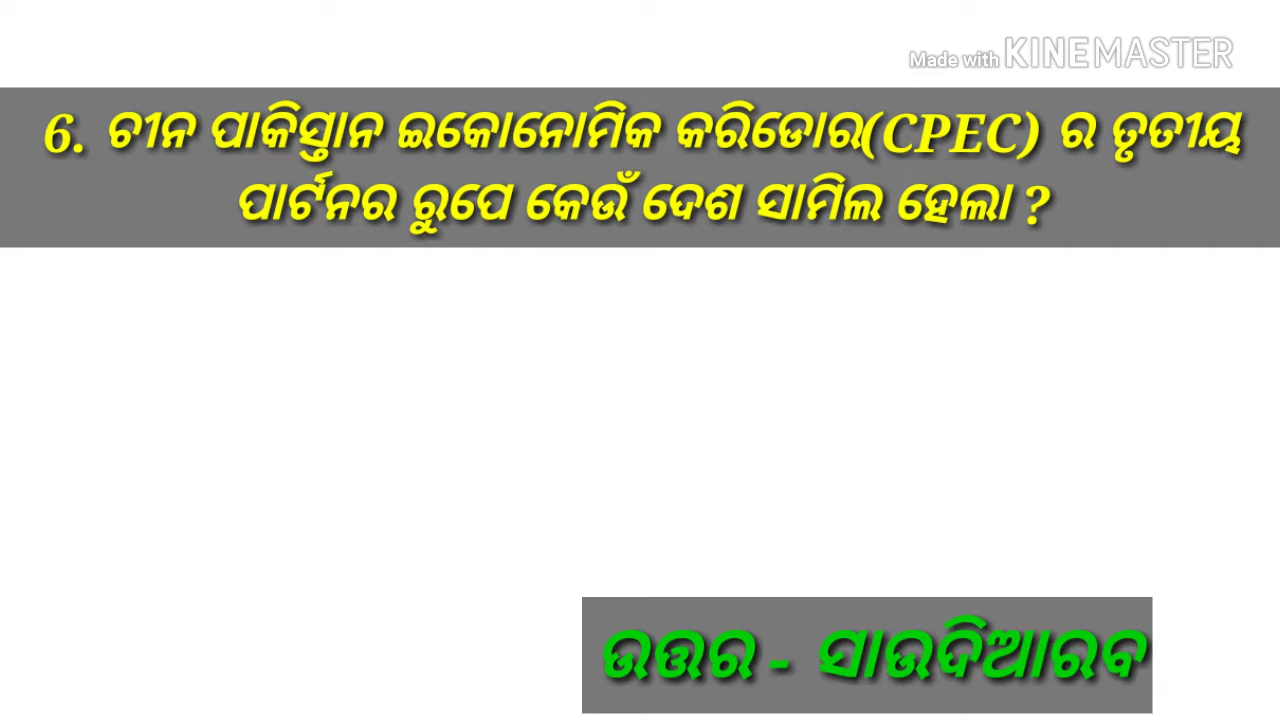 Made with KINEMASTER
6. ଚୀନ ପାକିସ୍ତାନ ଇକୋନୋମିକ କରିଡୋର(CPEC) ର ତୃତୀୟ
ପାର୍ଟନର ରୁପେ କେଉଁ ଦେଶ ସାମିଲ ହେଲା ?
ଉତ୍ତର - ସାଉଦିଆରବ